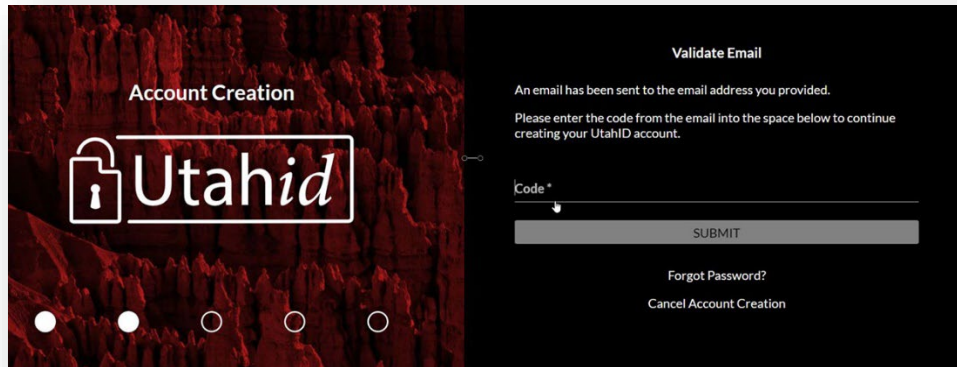 Account Creation
Utahid
Validate Email
An email has been sent to the email address you provided.
Please enter the code from the email into the space below to continue
creating your UtahID account.
Code *
SUBMIT
Forgot Password?
Cancel Account Creation